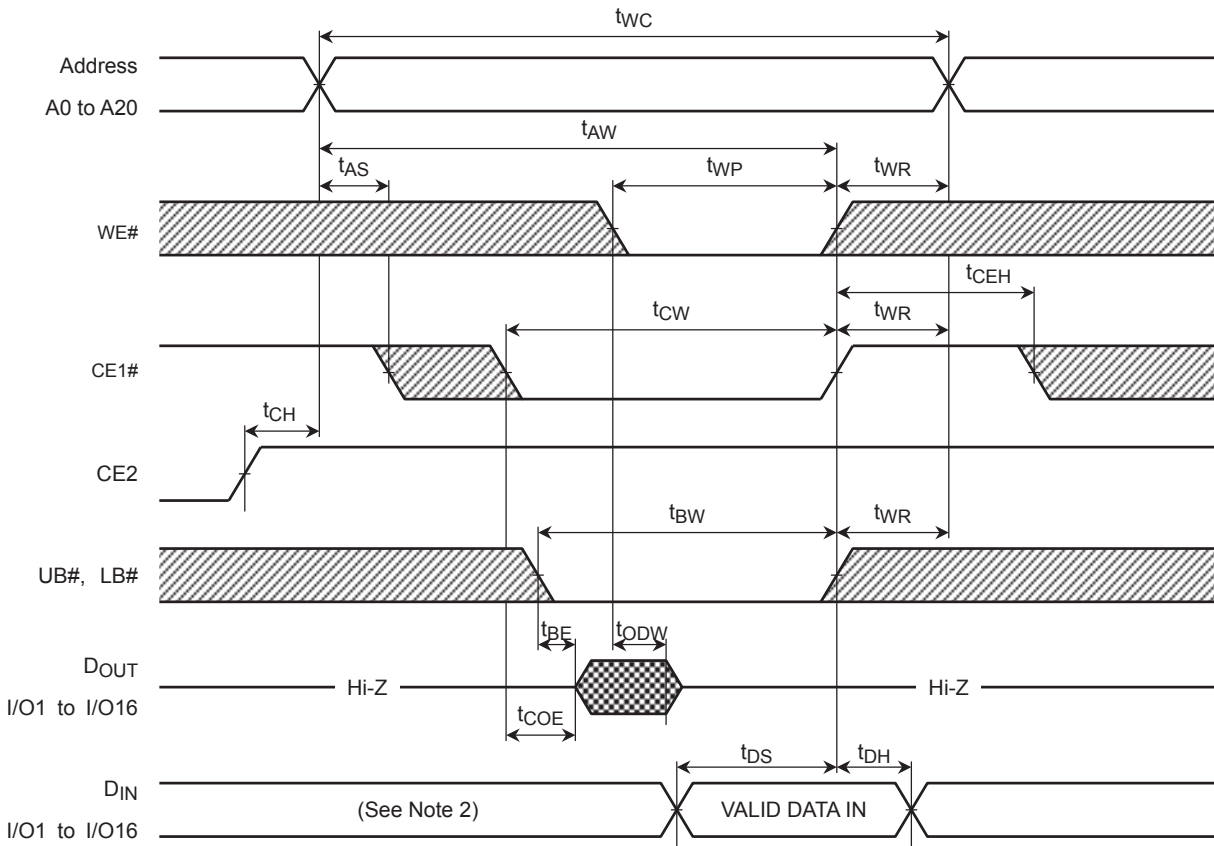 tWC
Address
A0 to A20
tAW
tAS
tWP
tWR
WE#
tCEH
tCW
tWR
CE1#
tCH
CE2
tBW
tWR
UB#, LB#
tBE
tODW
DOUT
I/O1 to I/O16
Hi-Z
Hi-Z
tCOE
tDS
tDH
DIN
I/O1 to I/O16
(See Note 2)
VALID DATA IN